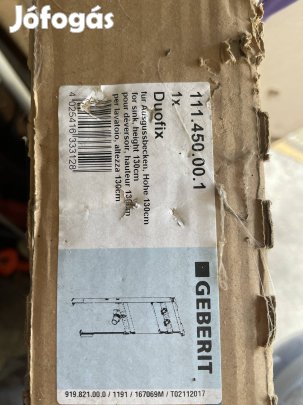 Jófogás
111.450.00.1
1x
Duofix
für Ausgussbecken, Höhe 130cm
for sink, height 130cm
pour déversoir, hauteur 130cm
per lavatoio, altezza 130cm
4 025416 333128
GEBERIT
919.821.00.0 / 1191 / 167069M / T02112017